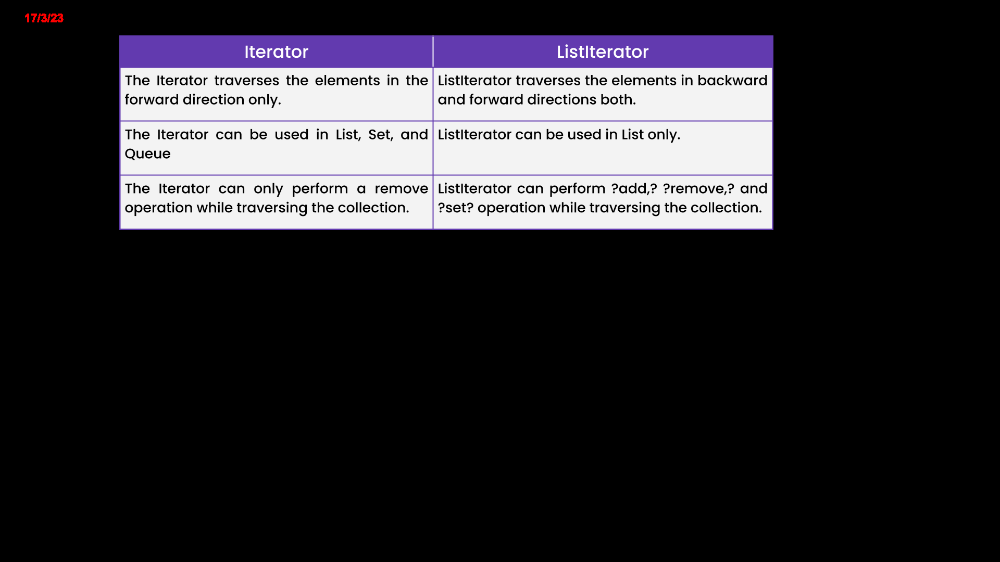 17/3/23
Iterator
ListIterator
The Iterator traverses the elements in the
forward direction only.
ListIterator traverses the elements in backward
and forward directions both.
The Iterator can be used in List, Set, and
Queue
ListIterator can be used in List only.
The Iterator can only perform a remove
operation while traversing the collection.
ListIterator can perform ?add,? ?remove,? and
?set? operation while traversing the collection.